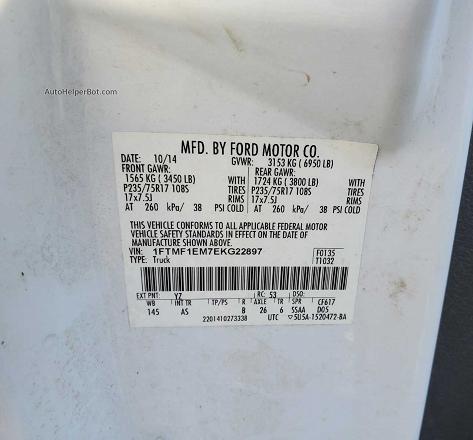 AutoHelperBot.com
MFD. BY FORD MOTOR CO.
DATE: 10/14 GVWR: 3153 KG ( 6950 LB)
FRONT GAWR: REAR GAWR:
1565 KG ( 3450 LB) WITH 1724 KG ( 3800 LB) WITH
P235/75R17 108S TIRES P235/75R17 108S TIRES
17x7.5J RIMS 17x7.5J RIMS
AT 260 kPa/ 38 PSI COLD AT 260 kPa/ 38 PSI COLD
THIS VEHICLE CONFORMS TO ALL APPLICABLE FEDERAL MOTOR
VEHICLE SAFETY STANDARDS IN EFFECT ON THE DATE OF
MANUFACTURE SHOWN ABOVE.
VIN: 1FTMF1EM7EKG22897 F0135
TYPE: Truck T1032
EXT PNT: YZ RC: 53 DSO:
WB INT TR TP/PS R AXLE TR SPR CF617
145 AS 8 26 6 SSAA D05
2201410273338 UTC ▽5U5A-1520472-BA